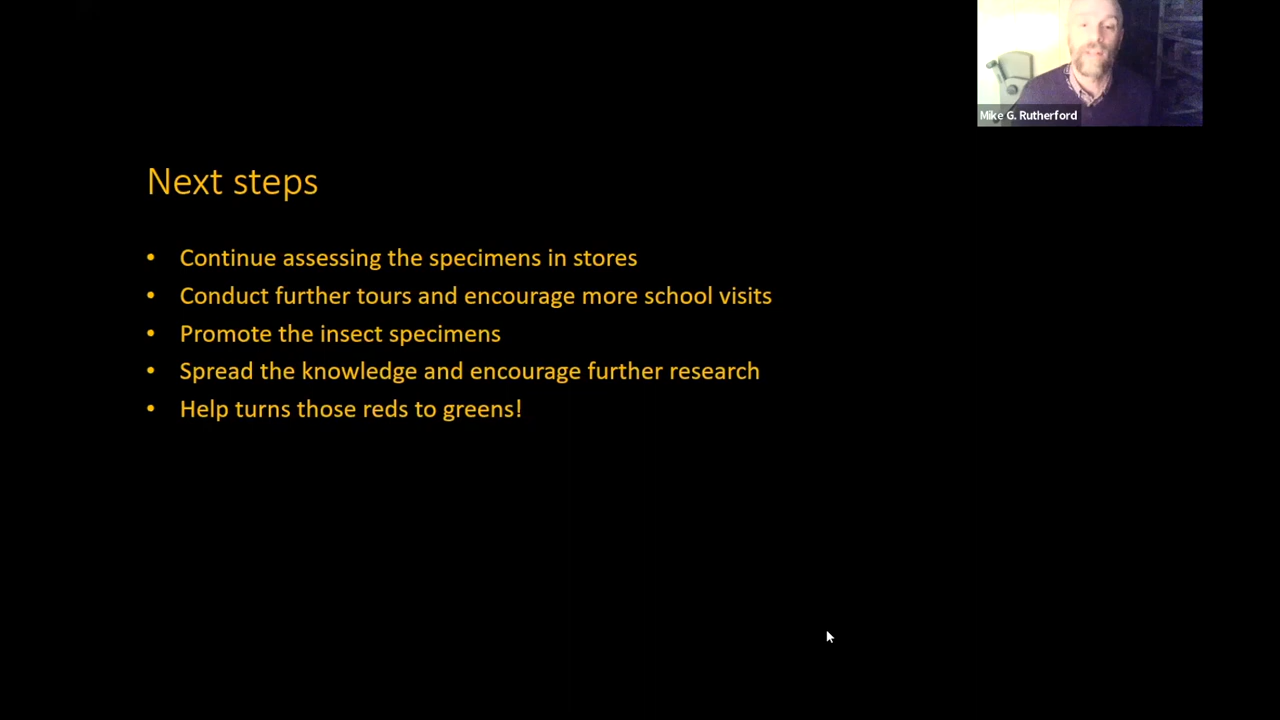 Mike G. Rutherford
Next steps
• Continue assessing the specimens in stores
• Conduct further tours and encourage more school visits
• Promote the insect specimens
• Spread the knowledge and encourage further research
• Help turns those reds to greens!